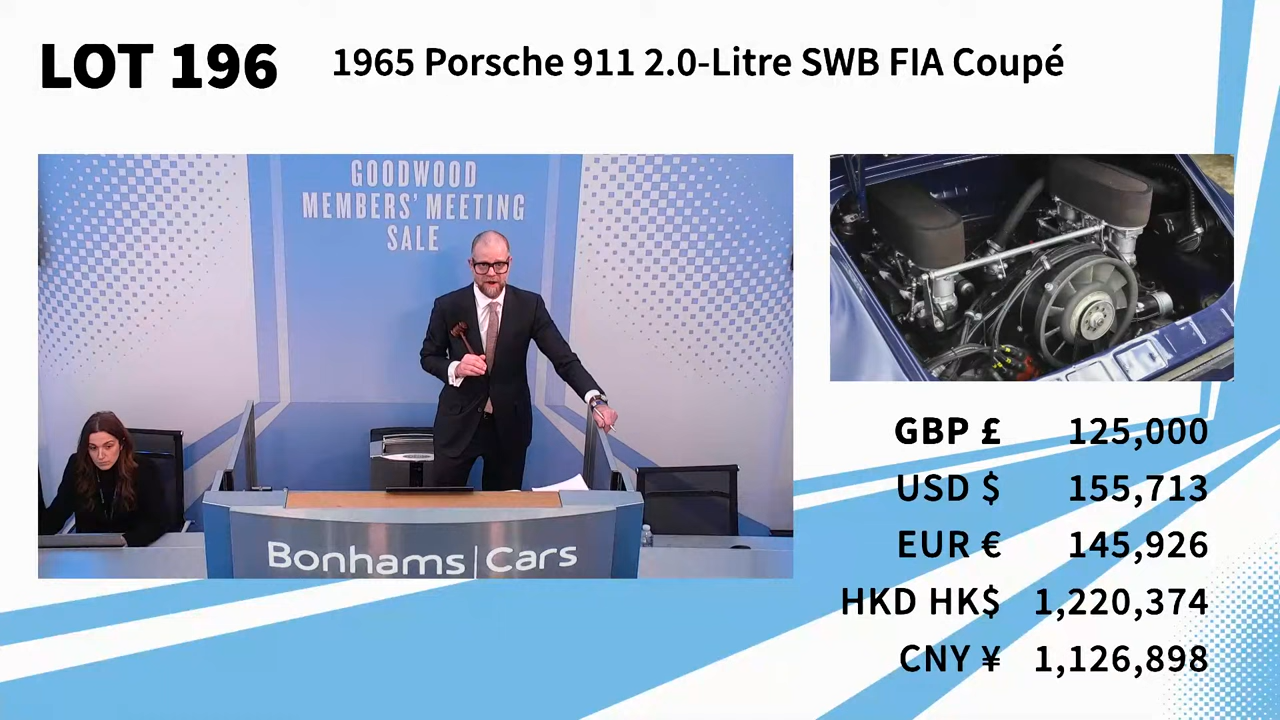 LOT 196
1965 Porsche 911 2.0-Litre SWB FIA Coupé
GOODWOOD
MEMBERS' MEETING
SALE
Bonhams|Cars
GBP £ 125,000
USD $ 155,713
EUR € 145,926
HKD HK$ 1,220,374
CNY ¥ 1,126,898